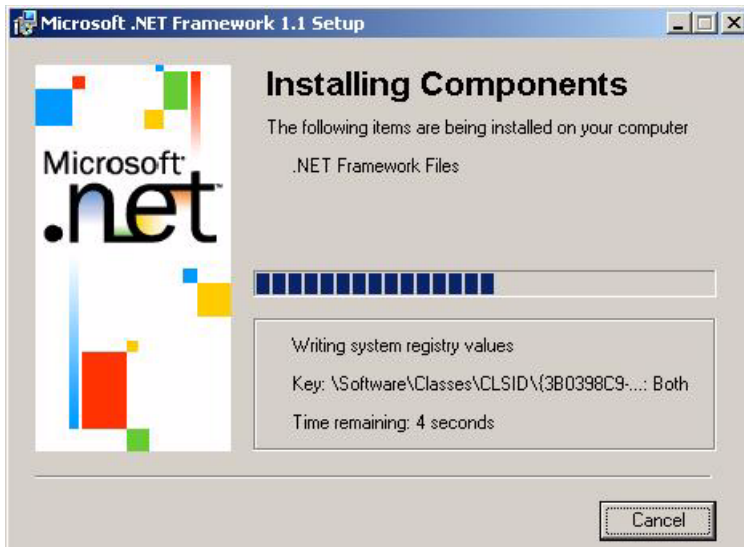 Microsoft .NET Framework 1.1 Setup
Installing Components
The following items are being installed on your computer
.NET Framework Files
Microsoft
.net
Writing system registry values
Key: \Software\Classes\CLSID\{3B0398C9-...: Both
Time remaining: 4 seconds
Cancel